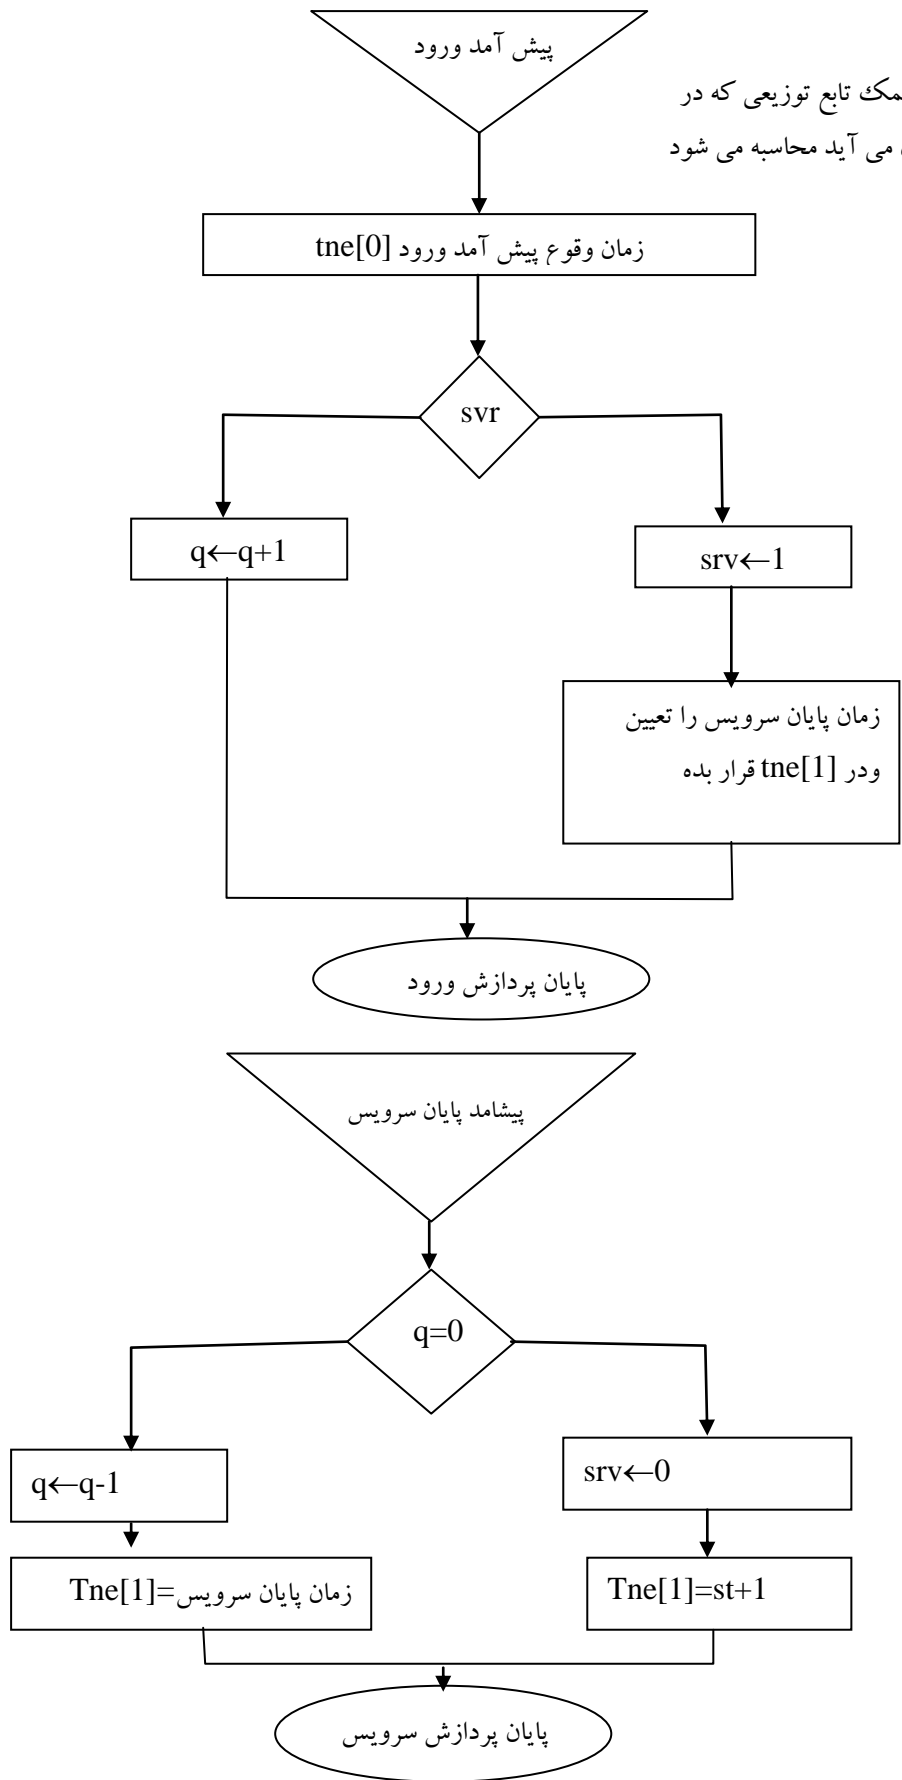 پیش آمد ورود
تابع توزیعی که در
می آید محاسبه می شود
زمان وقوع پیش آمد ورود tne[0]
svr
q←q+1
srv←1
زمان پایان سرویس را تعیین
ودر tne[1] قرار بده
پایان پردازش ورود
پیشامد پایان سرویس
q=0
q←q-1
srv←0
زمان پایان سرویس=Tne[1]
Tne[1]=st+1
پایان پردازش سرویس